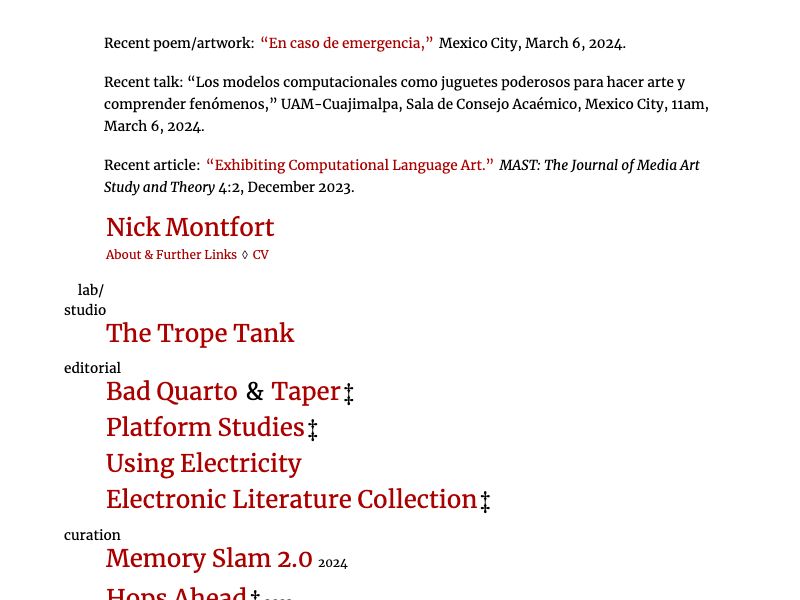 Recent poem/artwork: “En caso de emergencia,” Mexico City, March 6, 2024.
Recent talk: “Los modelos computacionales como juguetes poderosos para hacer arte y
comprender fenómenos,” UAM-Cuajimalpa, Sala de Consejo Acaémico, Mexico City, 11am,
March 6, 2024.
Recent article: “Exhibiting Computational Language Art.” MAST: The Journal of Media Art
Study and Theory 4:2, December 2023.
Nick Montfort
About & Further Links ◊ CV
lab/
studio
The Trope Tank
editorial
Bad Quarto & Taper‡
Platform Studies‡
Using Electricity
Electronic Literature Collection‡
curation
Memory Slam 2.0 2024
Hops Ahead‡